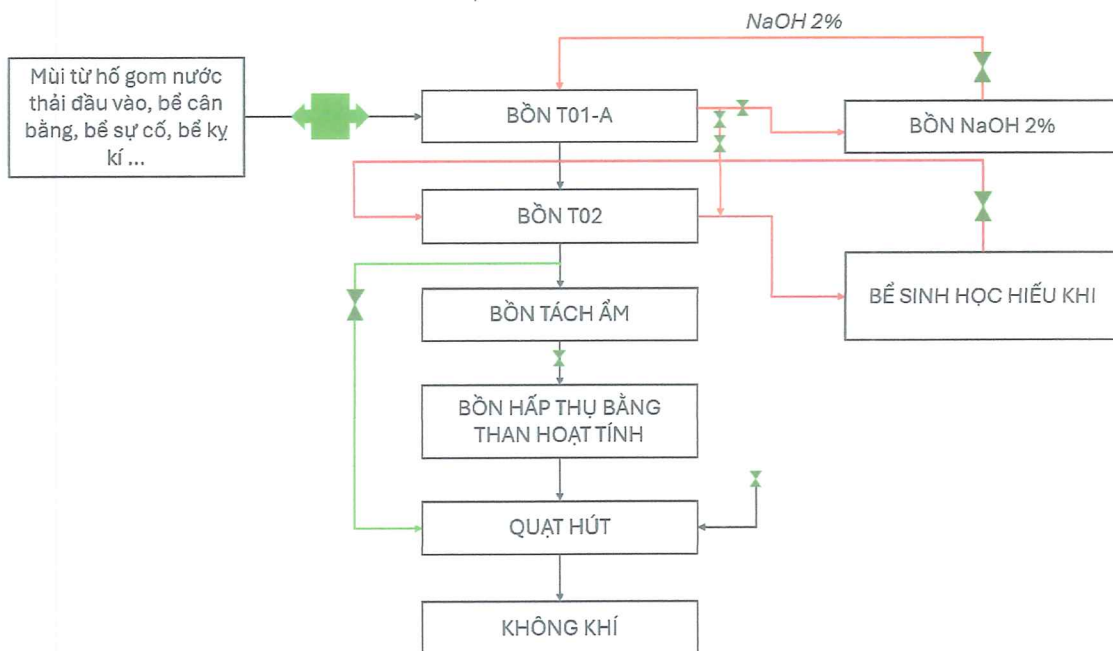 NaOH 2%
Mùi từ hố gom nước
thải đầu vào, bể cân
bằng, bể sự cố, bể kỵ
kí ...
BỒN T01-A
BỒN NaOH 2%
BỒN T02
BỂ SINH HỌC HIẾU KHI
BỒN TÁCH ẨM
BỒN HẤP THỤ BẰNG
THAN HOẠT TÍNH
QUẠT HÚT
KHÔNG KHÍ